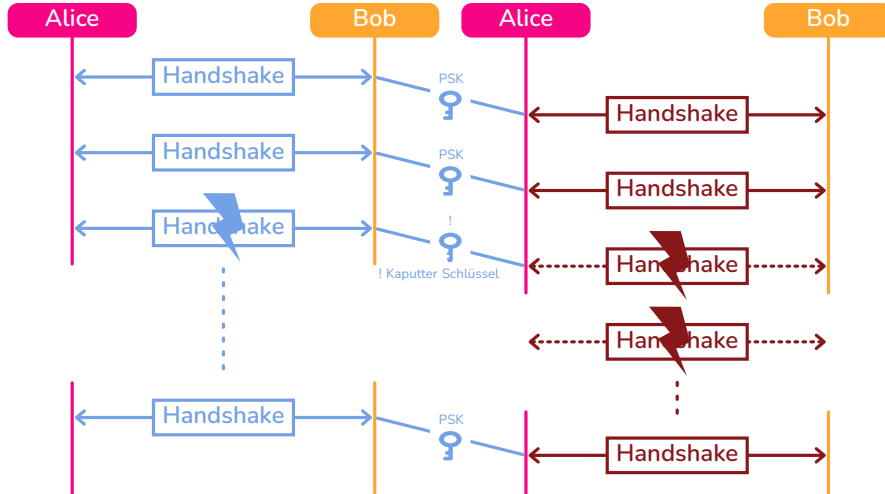 Alice
Bob
Alice
Bob
Handshake
PSK
Handshake
Handshake
PSK
Handshake
Handshake
!
! Kaputter Schlüssel
Handshake
Handshake
Handshake
PSK
Handshake